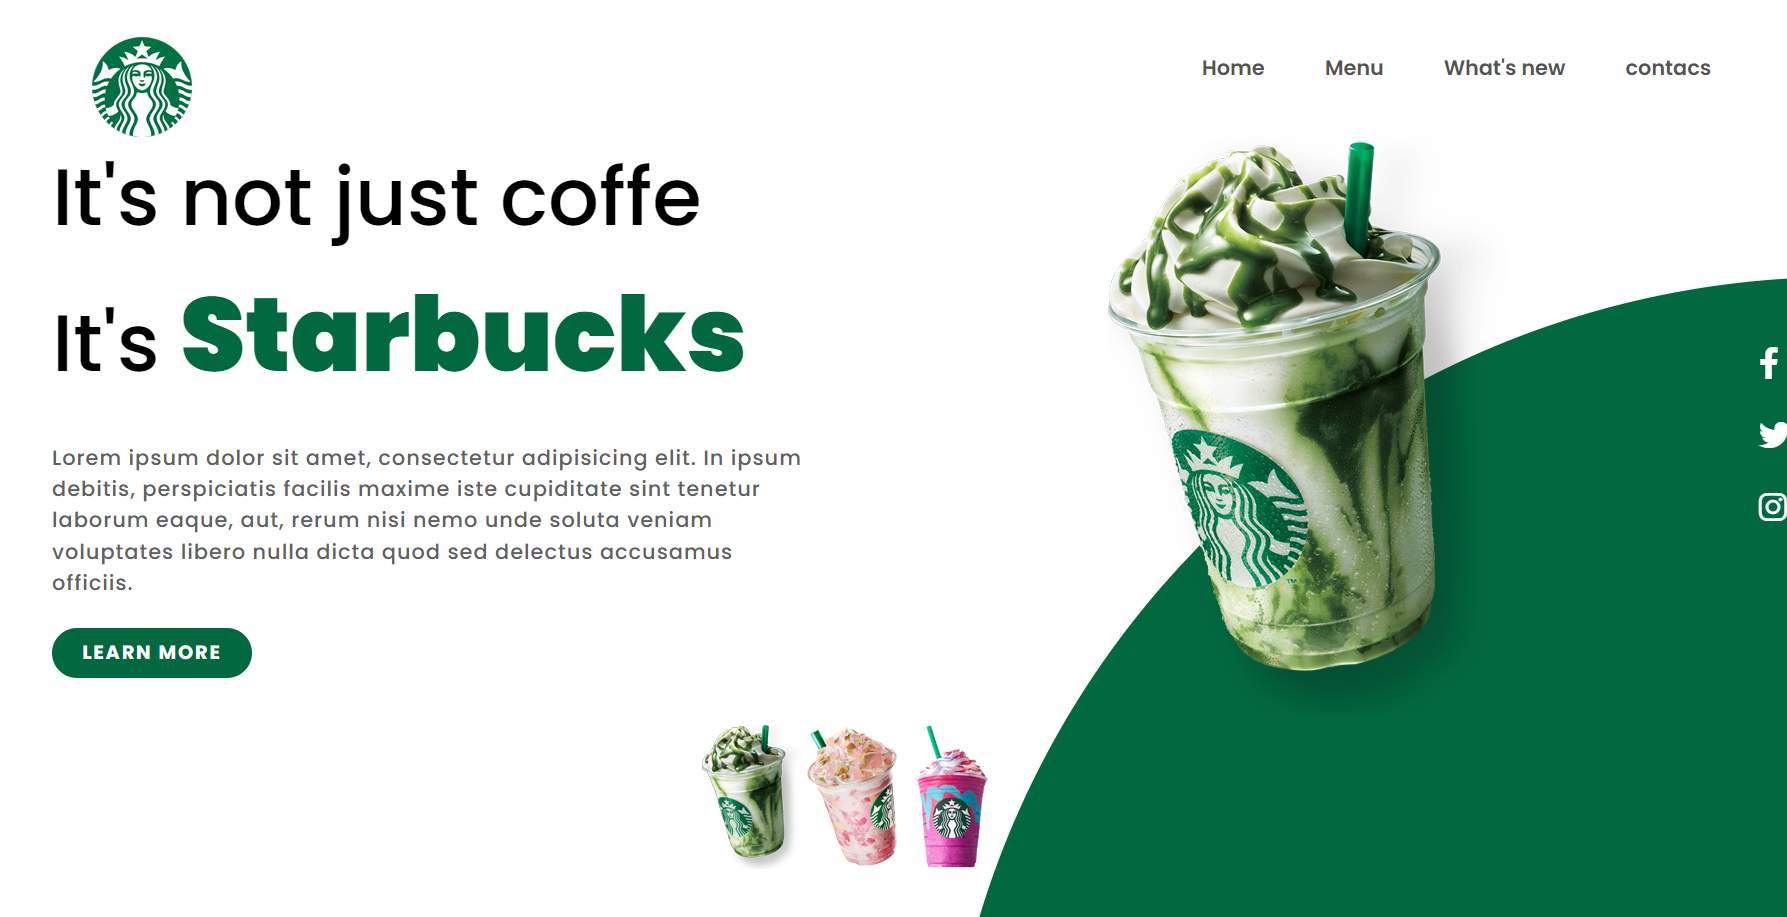 Home Menu What's new contacs
It's not just coffe
It's Starbucks
Lorem ipsum dolor sit amet, consectetur adipisicing elit. In ipsum
debitis, perspiciatis facilis maxime iste cupiditate sint tenetur
laborum eaque, aut, rerum nisi nemo unde soluta veniam
voluptates libero nulla dicta quod sed delectus accusamus
officiis.
LEARN MORE
TM